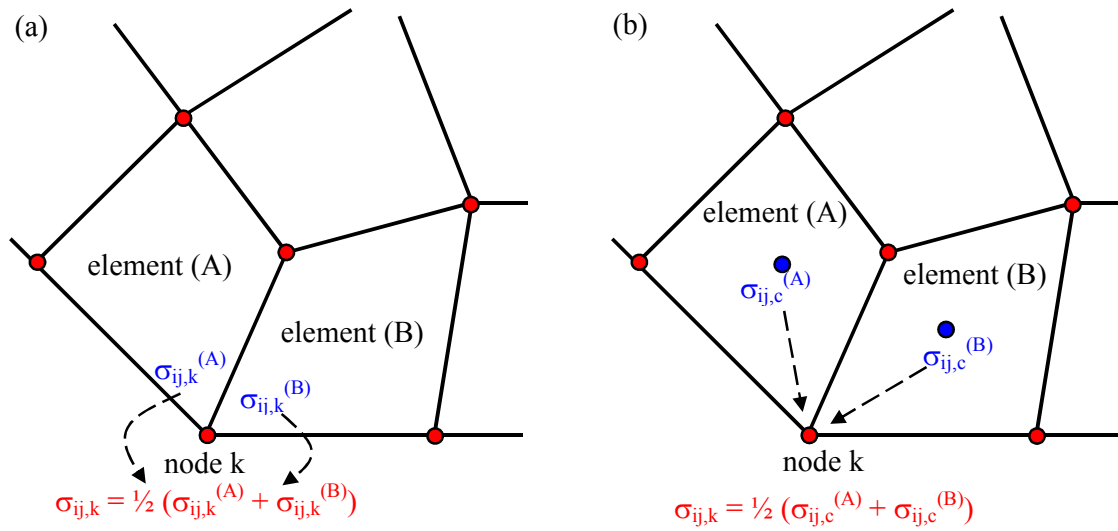 (a)
element (A)
element (B)
σij,k(A)
σij,k(B)
node k
σij,k = ½ (σij,k(A) + σij,k(B))
(b)
element (A)
element (B)
σij,c(A)
σij,c(B)
node k
σij,k = ½ (σij,c(A) + σij,c(B))